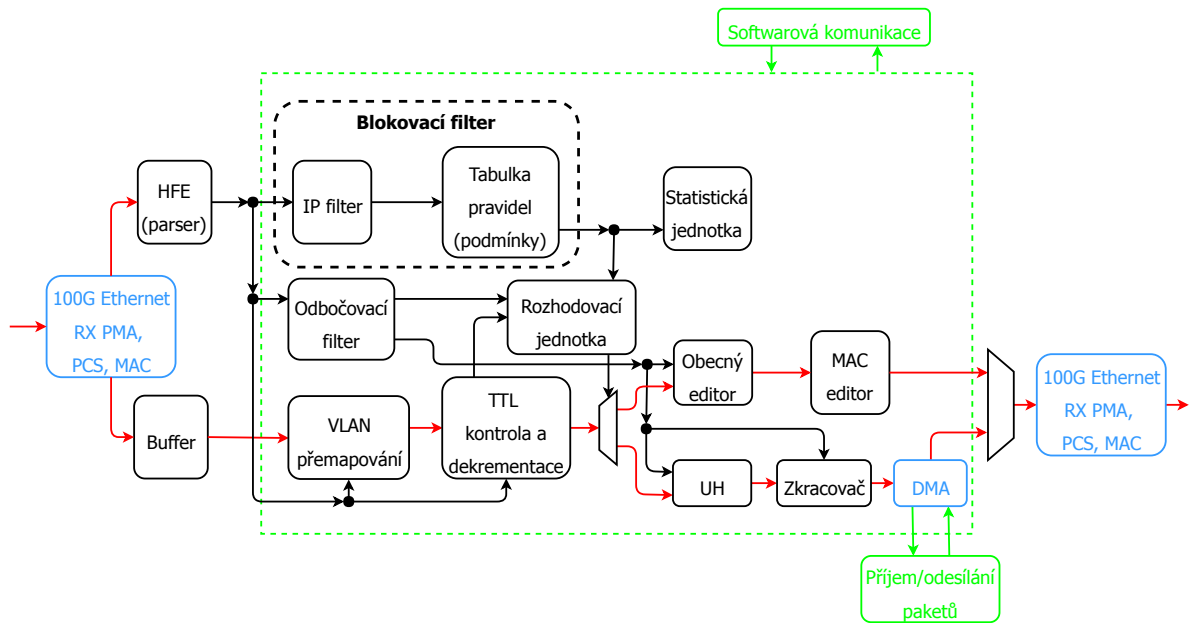 Softwarová komunikace
Blokovací filter
HFE
(parser)
IP filter
Tabulka
pravidel
(podmínky)
Statistická
jednotka
100G Ethernet
RX PMA,
PCS, MAC
Odbočovací
filter
Rozhodovací
jednotka
Obecný
editor
MAC
editor
100G Ethernet
RX PMA,
PCS, MAC
Buffer
VLAN
přemapování
TTL
kontrola a
dekrementace
UH
Zkracovač
DMA
Příjem/odesílání
paketů